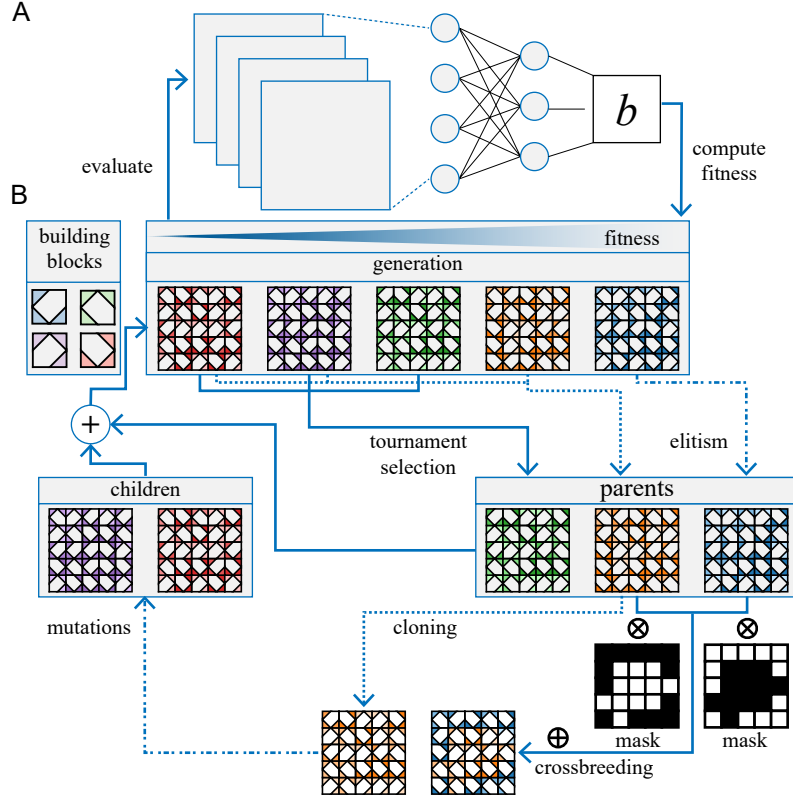 A
b
evaluate
compute
fitness
B
building
blocks
fitness
generation
+
tournament
selection
elitism
children
parents
mutations
cloning
mask
mask
crossbreeding